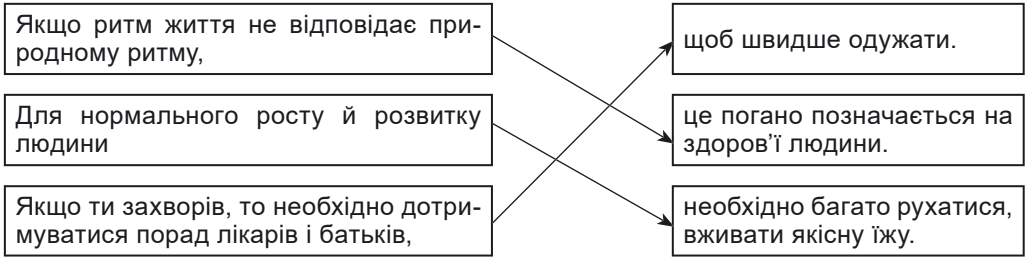 Якщо ритм життя не відповідає при-
родному ритму,
Для нормального росту й розвитку
людини
Якщо ти захворів, то необхідно дотри-
муватися порад лікарів і батьків,
щоб швидше одужати.
це погано позначається на
здоров’ї людини.
необхідно багато рухатися,
вживати якісну їжу.